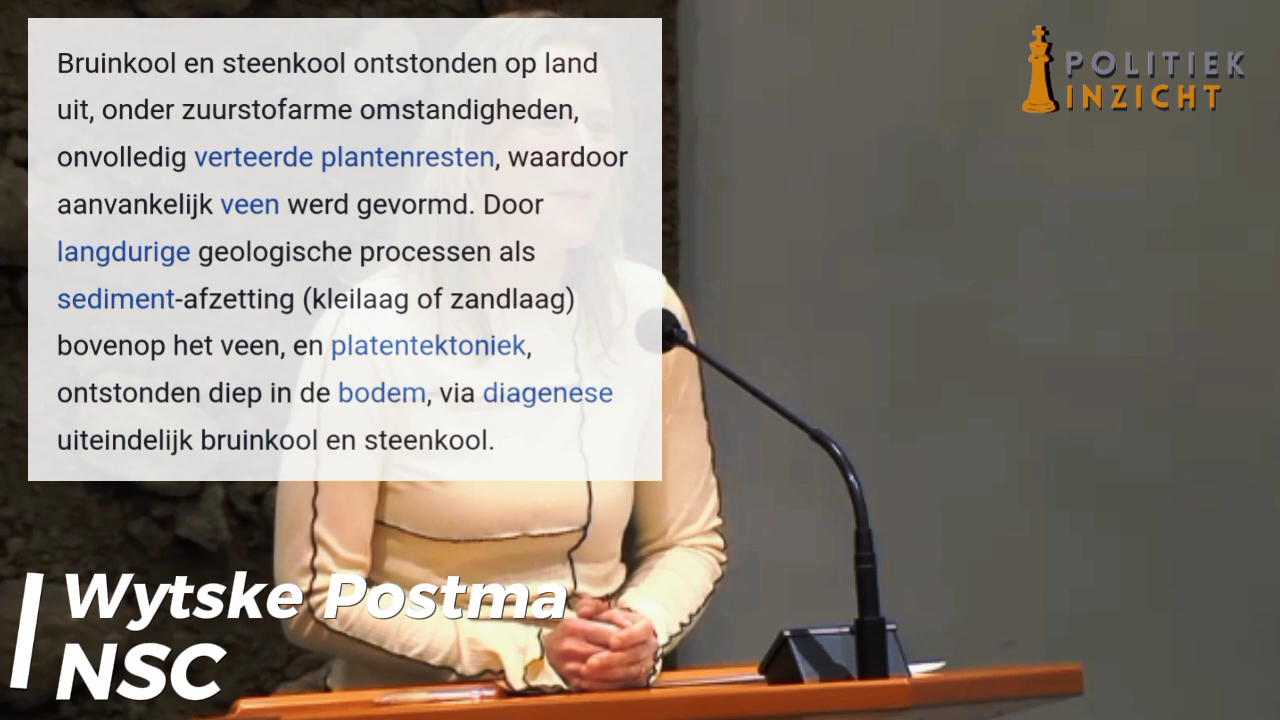 Bruinkool en steenkool ontstonden op land
uit, onder zuurstofarme omstandigheden,
onvolledig verteerde plantenresten, waardoor
aanvankelijk veen werd gevormd. Door
langdurige geologische processen als
sediment-afzetting (kleilaag of zandlaag)
bovenop het veen, en platentektoniek,
ontstonden diep in de bodem, via diagenese
uiteindelijk bruinkool en steenkool.
POLITIEK
INZICHT
Wytske Postma
NSC